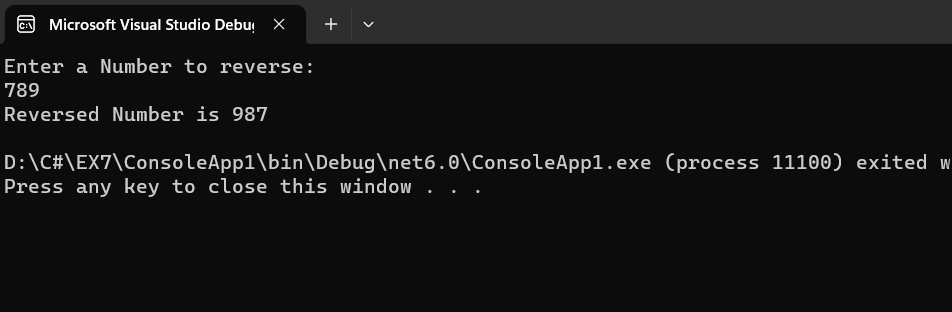 Microsoft Visual Studio Debu
Enter a Number to reverse:
789
Reversed Number is 987
D:\C#\EX7\ConsoleApp1\bin\Debug\net6.0\ConsoleApp1.exe (process 11100) exited w
Press any key to close this window . . .